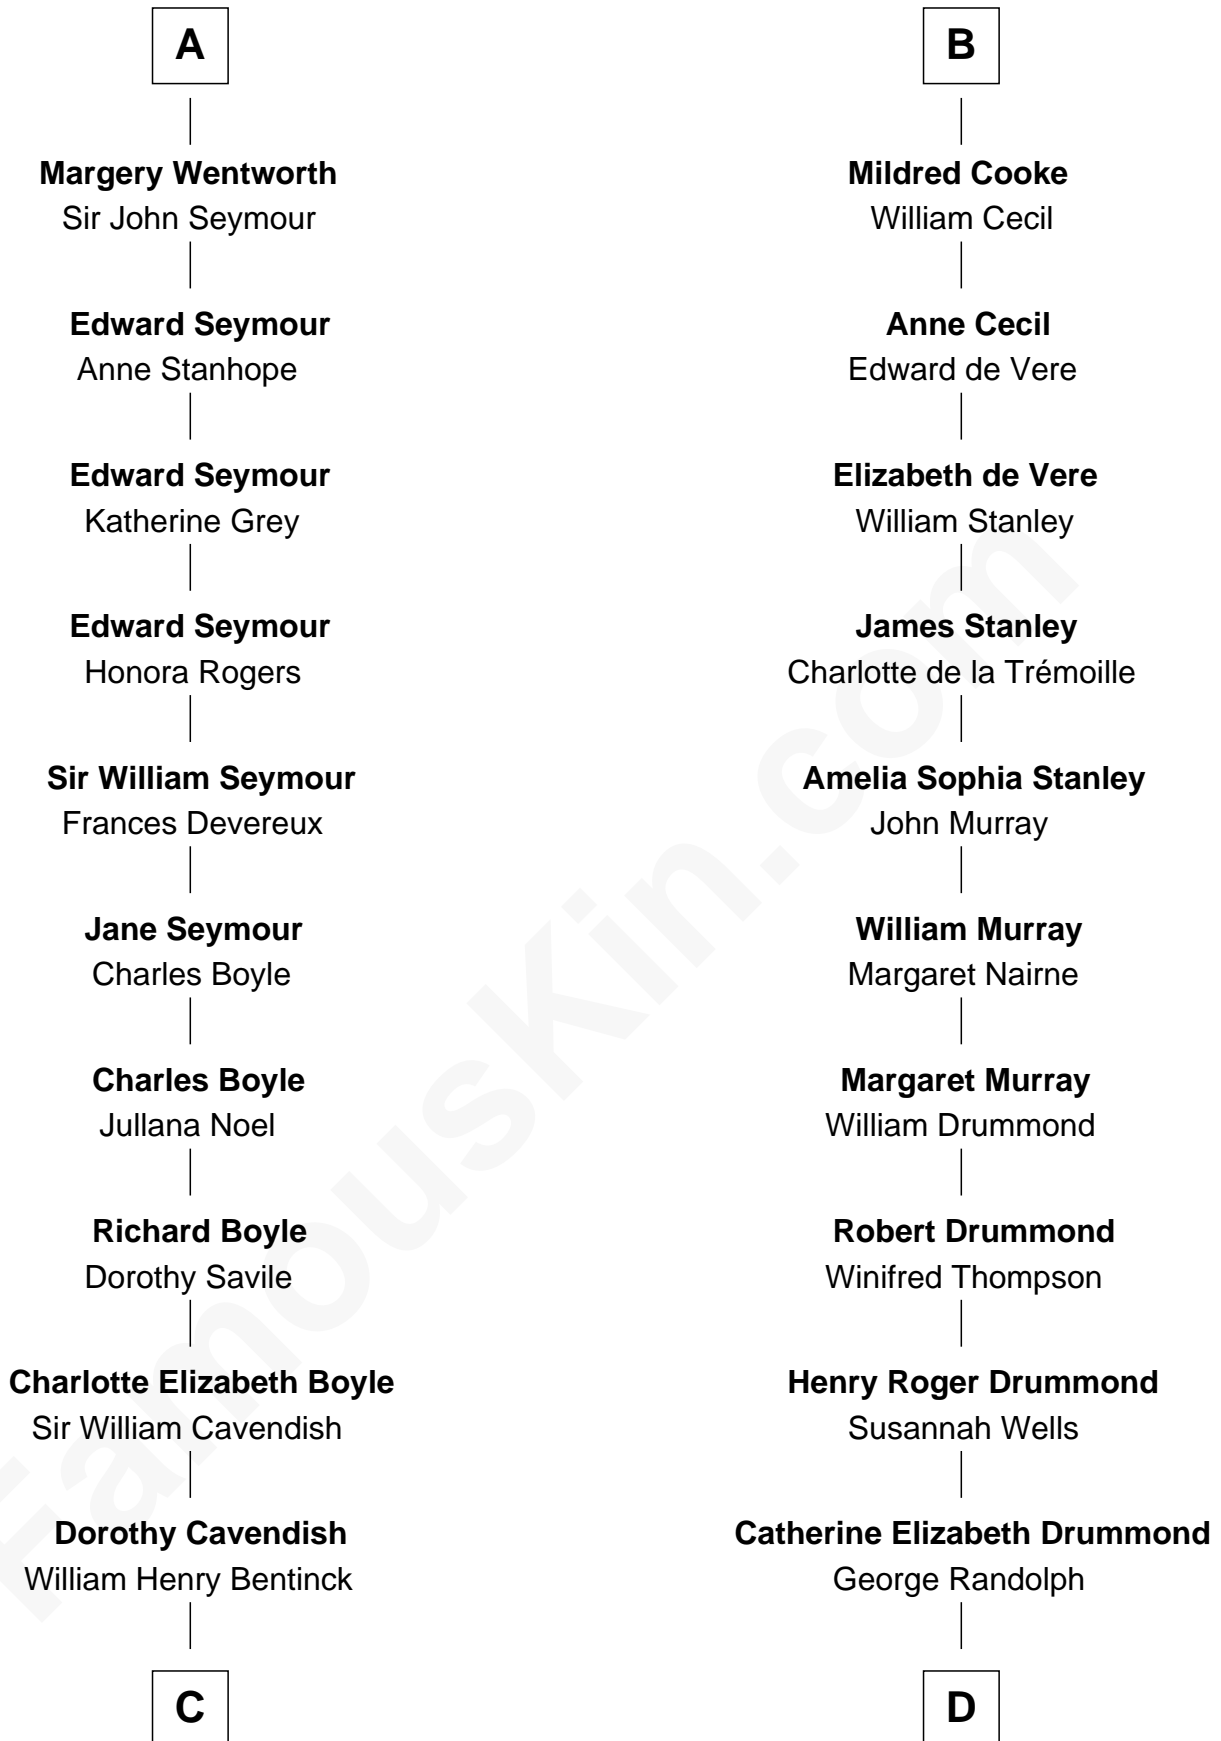 A
Margery Wentworth
Sir John Seymour
Edward Seymour
Anne Stanhope
Edward Seymour
Katherine Grey
Edward Seymour
Honora Rogers
Sir William Seymour
Frances Devereux
Jane Seymour
Charles Boyle
Charles Boyle
Jullana Noel
Richard Boyle
Dorothy Savile
Charlotte Elizabeth Boyle
Sir William Cavendish
Dorothy Cavendish
William Henry Bentinck
C
B
Mildred Cooke
William Cecil
Anne Cecil
Edward de Vere
Elizabeth de Vere
William Stanley
James Stanley
Charlotte de la Trémoille
Amelia Sophia Stanley
John Murray
William Murray
Margaret Nairne
Margaret Murray
William Drummond
Robert Drummond
Winifred Thompson
Henry Roger Drummond
Susannah Wells
Catherine Elizabeth Drummond
George Randolph
D
FamousKin.com